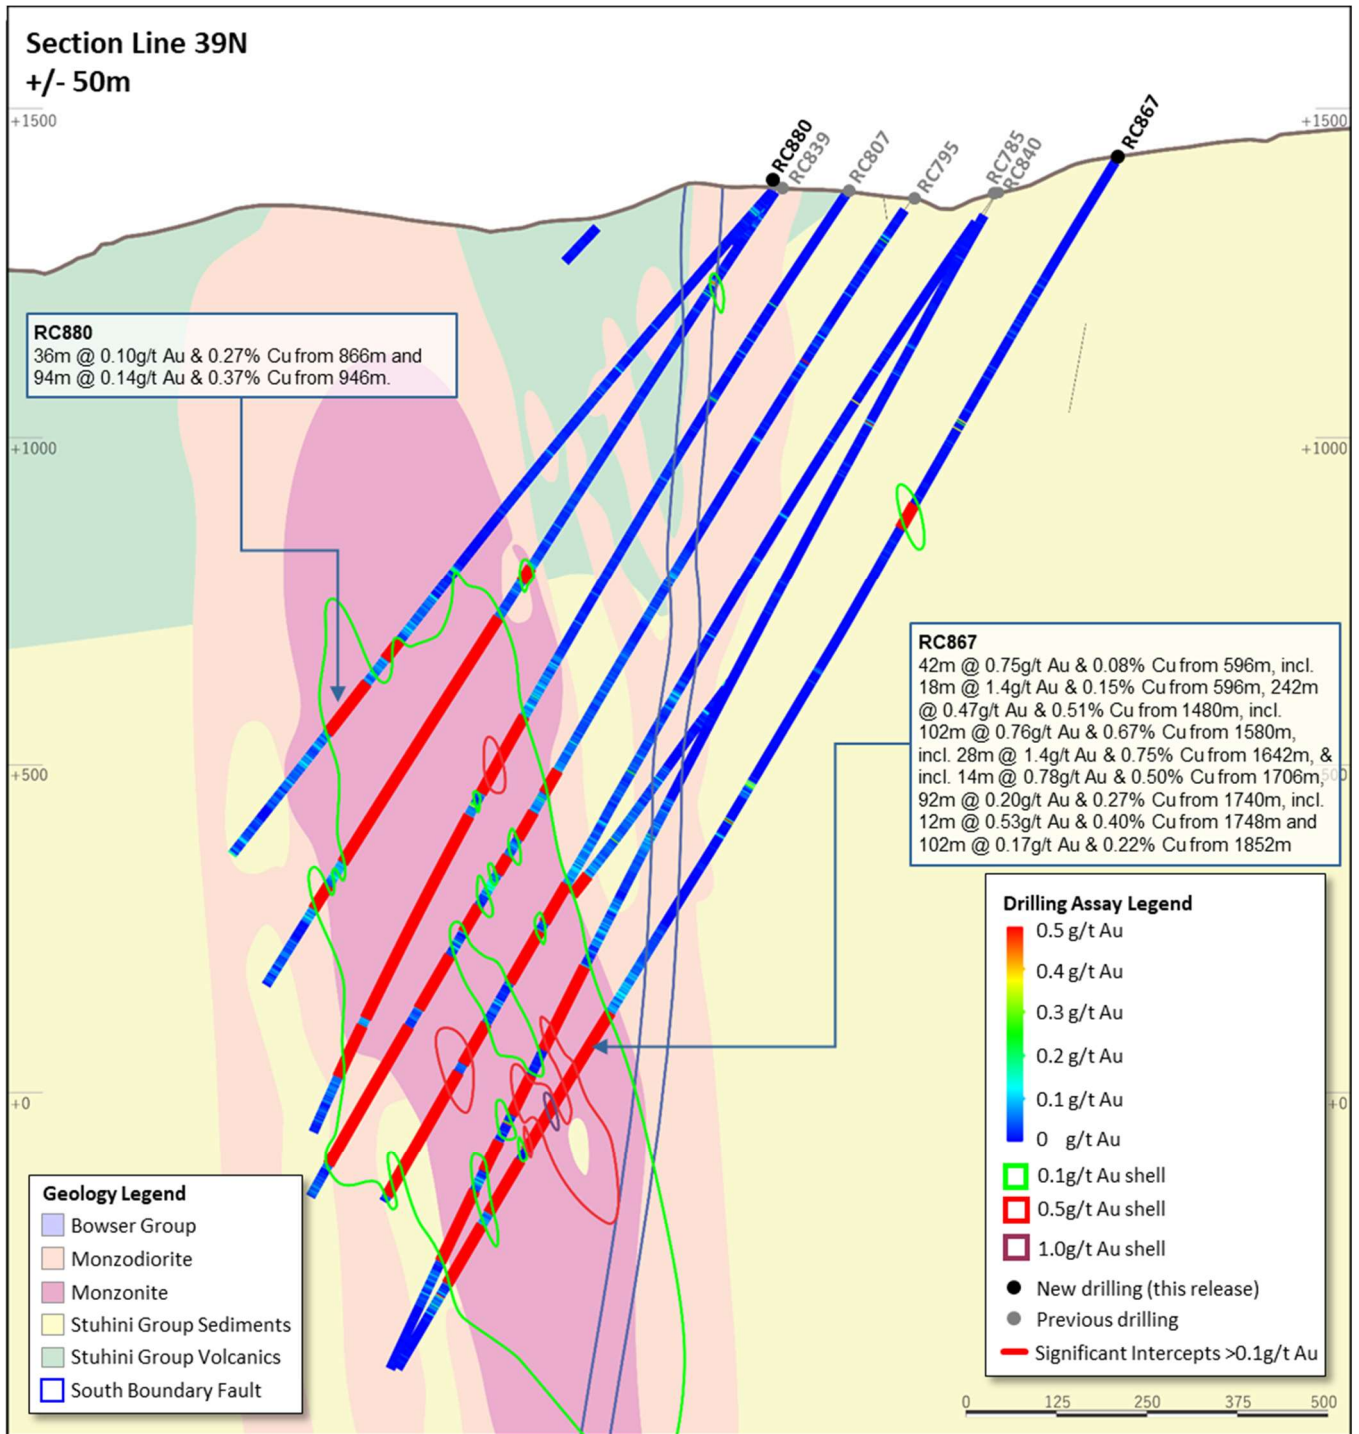 Section Line 39N
+/- 50m
RC880
RC839
RC807
RC795
RC785
RC840
RC867
+1500
+1500
RC880
36m @ 0.10g/t Au & 0.27% Cu from 866m and
94m @ 0.14g/t Au & 0.37% Cu from 946m.
+1000
+1000
RC867
42m @ 0.75g/t Au & 0.08% Cu from 596m, incl.
18m @ 1.4g/t Au & 0.15% Cu from 596m, 242m
@ 0.47g/t Au & 0.51% Cu from 1480m, incl.
102m @ 0.76g/t Au & 0.67% Cu from 1580m,
incl. 28m @ 1.4g/t Au & 0.75% Cu from 1642m, &
incl. 14m @ 0.78g/t Au & 0.50% Cu from 1706m,
92m @ 0.20g/t Au & 0.27% Cu from 1740m, incl.
12m @ 0.53g/t Au & 0.40% Cu from 1748m and
102m @ 0.17g/t Au & 0.22% Cu from 1852m
+500
500
+0
+0
Drilling Assay Legend
0.5 g/t Au
0.4 g/t Au
0.3 g/t Au
0.2 g/t Au
0.1 g/t Au
0 g/t Au
0.1g/t Au shell
0.5g/t Au shell
1.0g/t Au shell
New drilling (this release)
Previous drilling
Significant Intercepts >0.1g/t Au
Geology Legend
Bowser Group
Monzodiorite
Monzonite
Stuhini Group Sediments
Stuhini Group Volcanics
South Boundary Fault
0 125 250 375 500